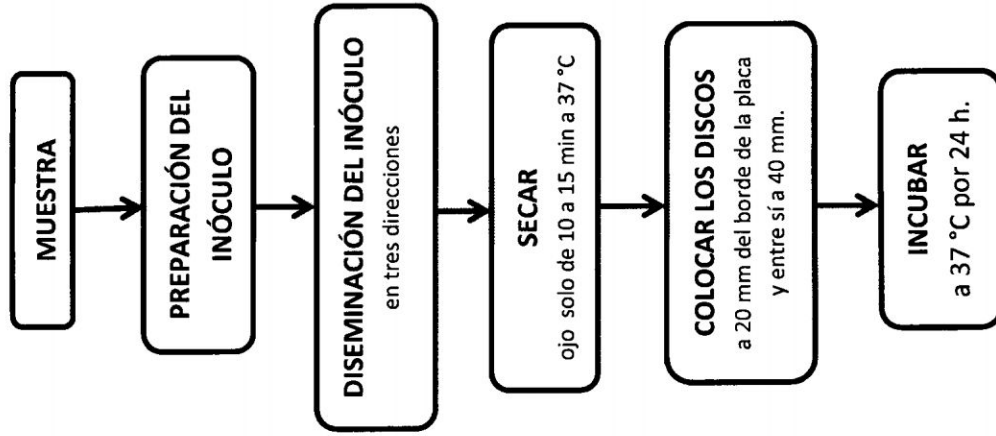 MUESTRA
PREPARACIÓN DEL
INÓCULO
DISEMINACIÓN DEL INÓCULO
en tres direcciones
SECAR
ojo solo de 10 a 15 min a 37 °C
COLOCAR LOS DISCOS
a 20 mm del borde de la placa
y entre sí a 40 mm.
INCUBAR
a 37 °C por 24 h.